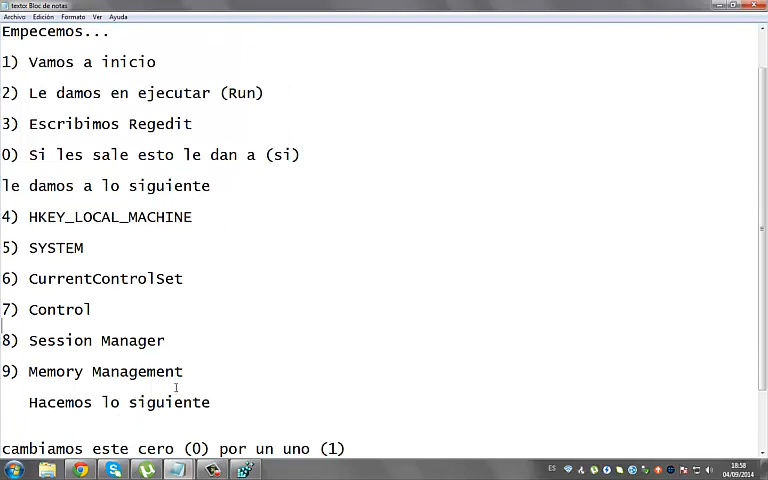 texto: Bloc de notas
Archivo Edición Formato Ver Ayuda
Empecemos...
1) Vamos a inicio
2) Le damos en ejecutar (Run)
3) Escribimos Regedit
0) Si les sale esto le dan a (si)
le damos a lo siguiente
4) HKEY_LOCAL_MACHINE
5) SYSTEM
6) CurrentControlSet
7) Control
8) Session Manager
9) Memory Management
Hacemos lo siguiente
cambiamos este cero (0) por un uno (1)
ES
18:58
04/09/2014